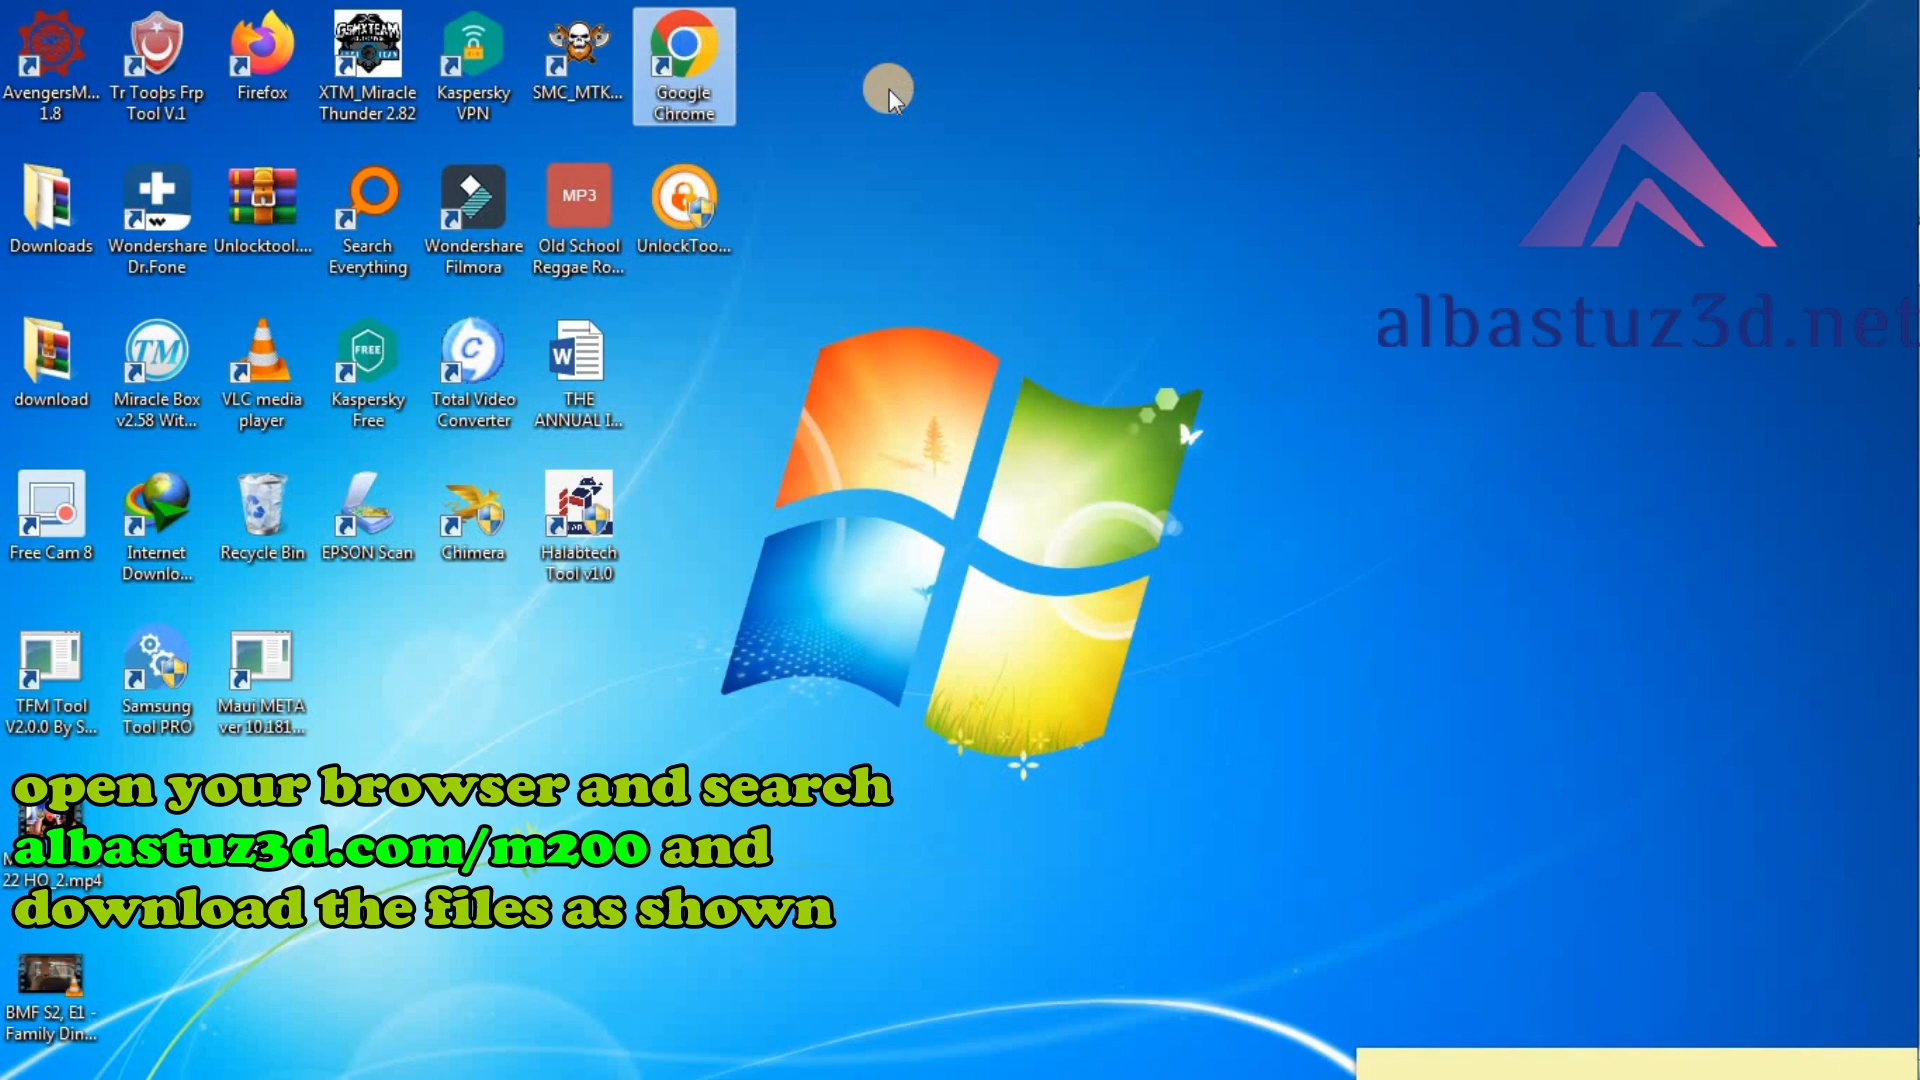 AvengersM...
1.8
Tr Tooþs Frp
Tool V.1
Firefox
GSMXTEAM
XTM_Miracle
Thunder 2.82
Kaspersky
VPN
SMC_MTK...
Google
Chrome
Downloads
Wondershare
Dr.Fone
Unlocktool....
Search
Everything
Wondershare
Filmora
MP3
Old School
Reggae Ro...
UnlockToo...
albastuz3d.net
download
TM
Miracle Box
v2.58 Wit...
VLC media
player
FREE
Kaspersky
Free
C
Total Video
Converter
W
THE
ANNUAL I...
Free Cam 8
Internet
Downlo...
Recycle Bin
EPSON Scan
Chimera
Halabtech
Tool v1.0
TFM Tool
V2.0.0 By S...
Samsung
Tool PRO
Maui META
ver 10.181...
open your browser and search
albastuz3d.com/m200 and
22 HO_2.mp4
download the files as shown
BMF S2, E1 -
Family Din...